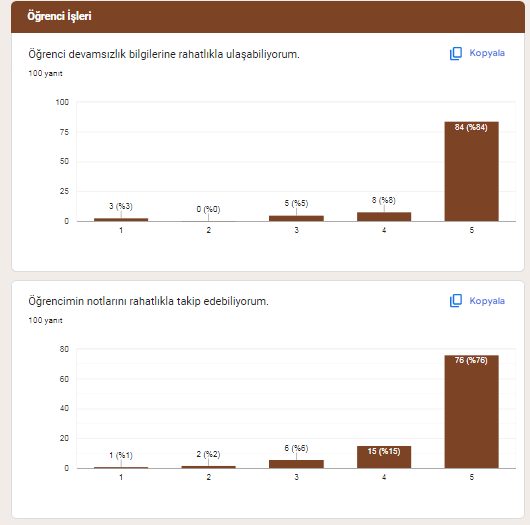 Öğrenci İşleri
Öğrenci devamsızlık bilgilerine rahatlıkla ulaşabiliyorum.
Kopyala
100 yanıt
100
75
50
25
0
3 (%3)
0 (%0)
5 (%5)
8 (%8)
84 (%84)
1 2 3 4 5
Öğrencimin notlarını rahatlıkla takip edebiliyorum.
Kopyala
100 yanıt
80
60
40
20
0
1 (%1)
2 (%2)
6 (%6)
15 (%15)
76 (%76)
1 2 3 4 5